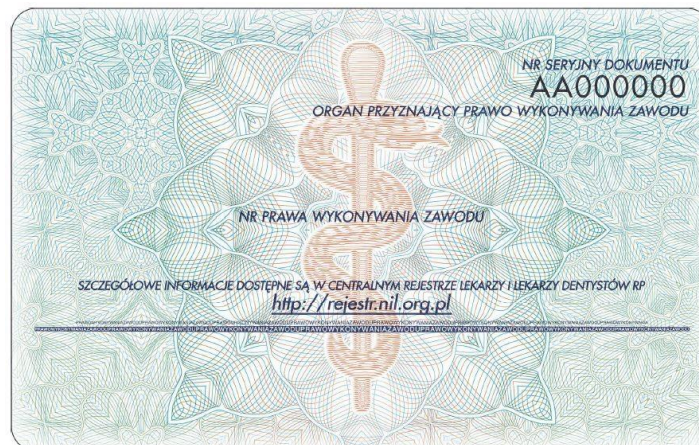 NR SERYJNY DOKUMENTU
AA000000
ORGAN PRZYZNAJĄCY PRAWO WYKONYWANIA ZAWODU
NR PRAWA WYKONYWANIA ZAWODU
SZCZEGÓŁOWE INFORMACJE DOSTĘPNE SĄ W CENTRALNYM REJESTRZE LEKARZY I LEKARZY DENTYSTÓW RP
http://rejestr.nil.org.pl